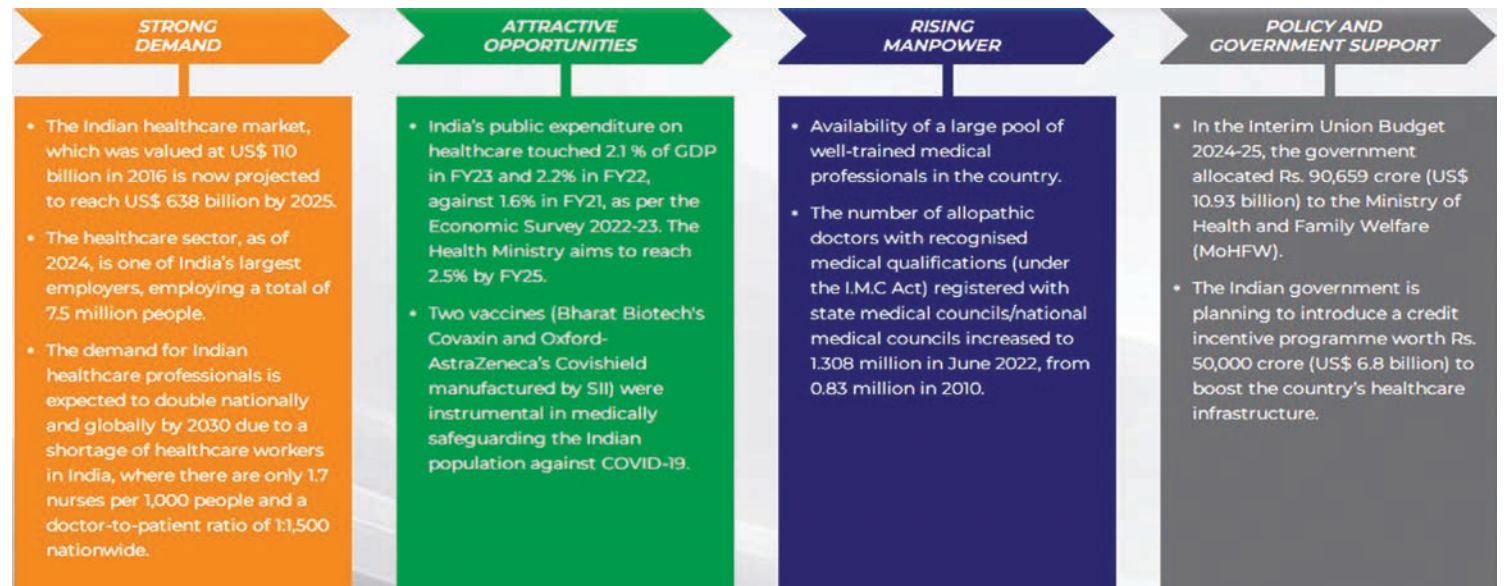 STRONG
DEMAND
• The Indian healthcare market,
which was valued at US$ 110
billion in 2016 is now projected
to reach US$ 638 billion by 2025.
• The healthcare sector, as of
2024, is one of India's largest
employers, employing a total of
7.5 million people.
• The demand for Indian
healthcare professionals is
expected to double nationally
and globally by 2030 due to a
shortage of healthcare workers
in India, where there are only 1.7
nurses per 1,000 people and a
doctor-to-patient ratio of 1:1,500
nationwide.
ATTRACTIVE
OPPORTUNITIES
• India's public expenditure on
healthcare touched 2.1 % of GDP
in FY23 and 2.2% in FY22,
against 1.6% in FY21, as per the
Economic Survey 2022-23. The
Health Ministry aims to reach
2.5% by FY25.
• Two vaccines (Bharat Biotech's
Covaxin and Oxford-
AstraZeneca's Covishield
manufactured by SII) were
instrumental in medically
safeguarding the Indian
population against COVID-19.
RISING
MANPOWER
• Availability of a large pool of
well-trained medical
professionals in the country.
• The number of allopathic
doctors with recognised
medical qualifications (under
the I.M.C Act) registered with
state medical councils/national
medical councils increased to
1.308 million in June 2022, from
0.83 million in 2010.
POLICY AND
GOVERNMENT SUPPORT
• In the Interim Union Budget
2024-25, the government
allocated Rs. 90,659 crore (US$
10.93 billion) to the Ministry of
Health and Family Welfare
(MoHFW).
• The Indian government is
planning to introduce a credit
incentive programme worth Rs.
50,000 crore (US$ 6.8 billion) to
boost the country's healthcare
infrastructure.